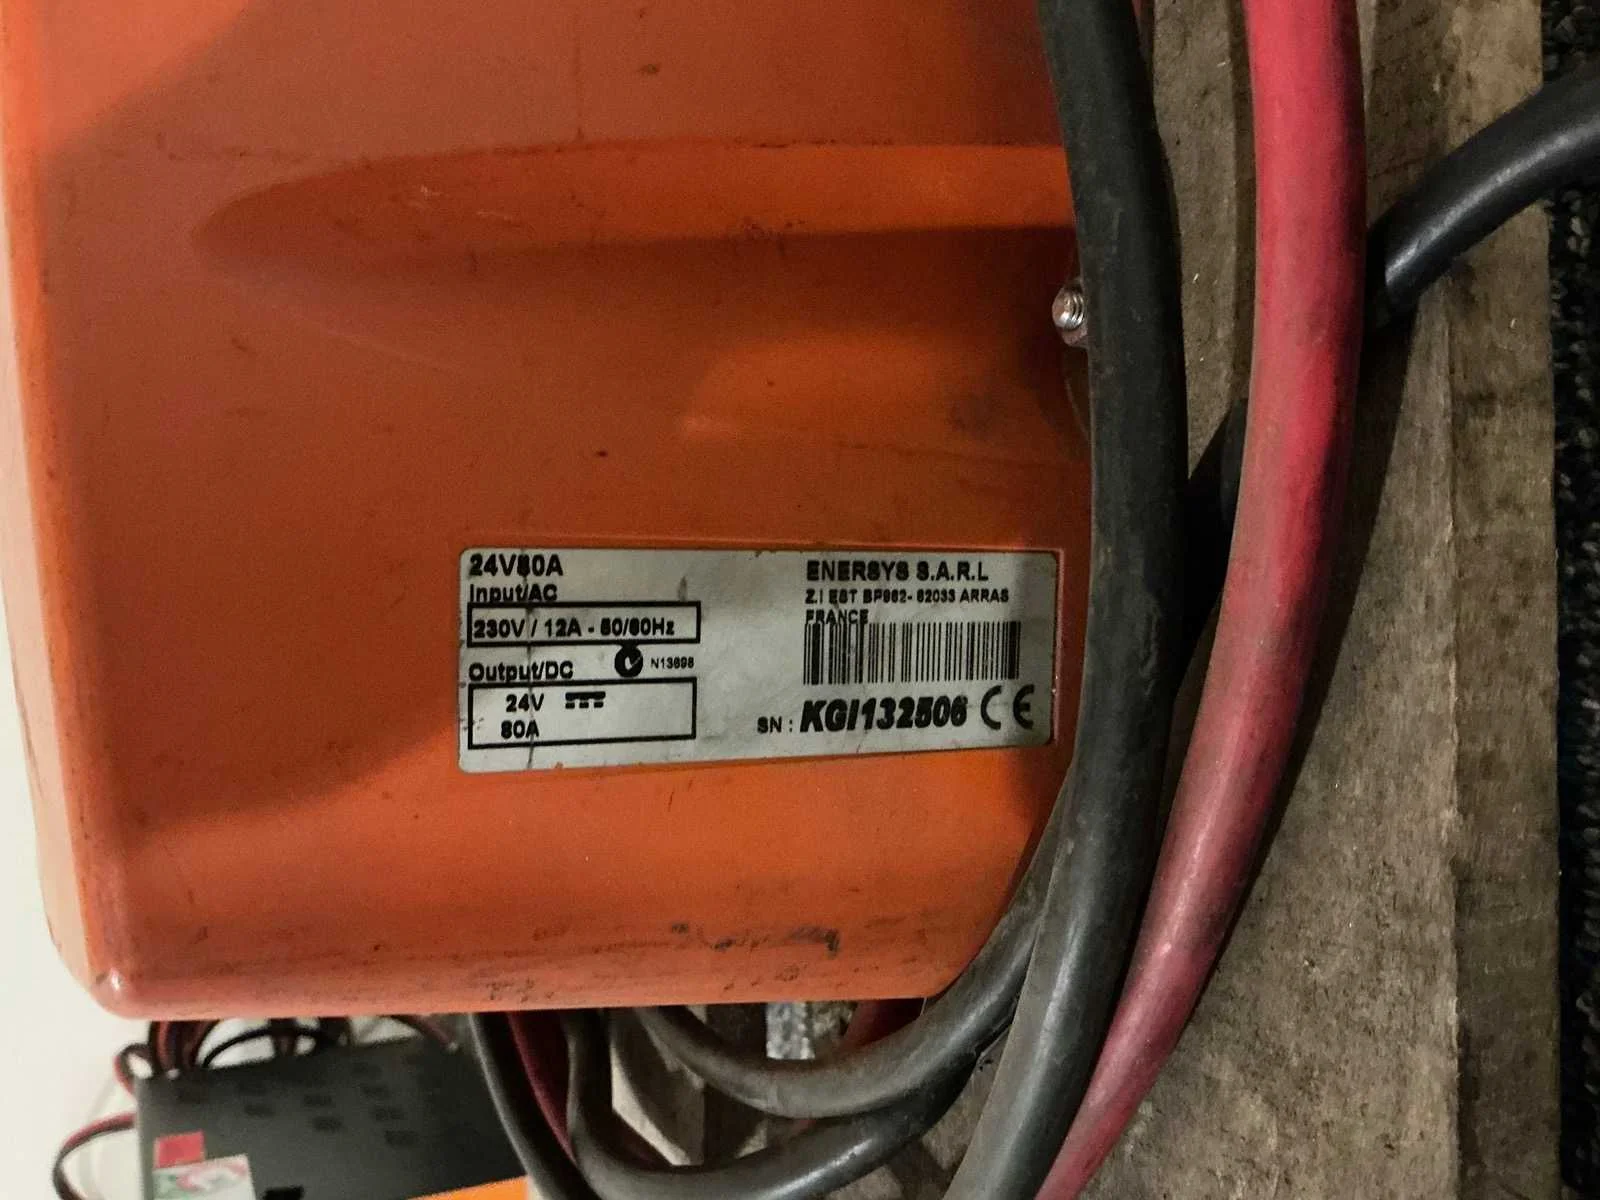 24V80A
Input/AC
230V / 12A - 50/60Hz
Output/DC
N13698
24V
80A
ENERSYS S.A.R.L
Z.I EST BP962- 62033 ARRAS
FRANCE
SN : KGI132506 CE